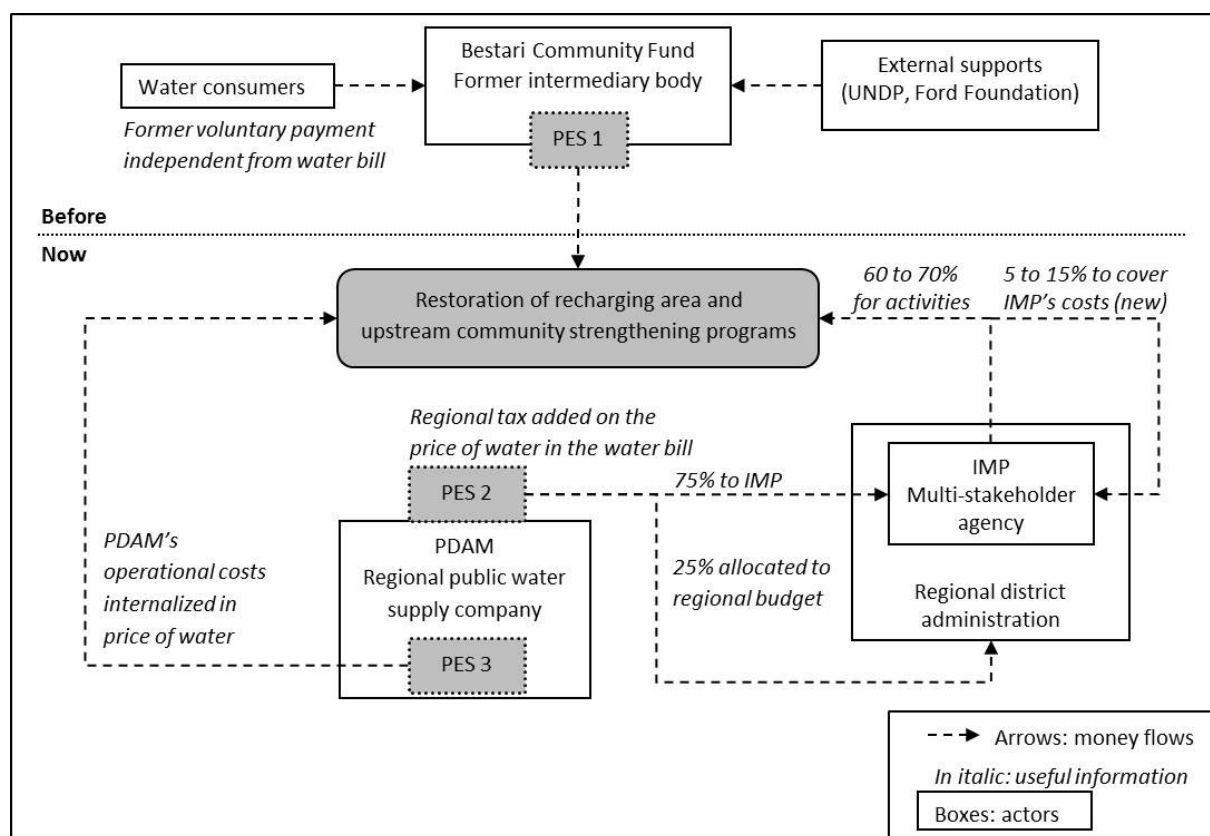 Bestari Community Fund
Former intermediary body
PES 1
Water consumers
Former voluntary payment
independent from water bill
External supports
(UNDP, Ford Foundation)
Before
Now
Restoration of recharging area and
upstream community strengthening programs
60 to 70%
for activities
5 to 15% to cover
IMP's costs (new)
Regional tax added on the
price of water in the water bill
PES 2
75% to IMP
25% allocated to
regional budget
PDAM
Regional public water
supply company
PES 3
PDAM's
operational costs
internalized in
price of water
IMP
Multi-stakeholder
agency
Regional district
administration
Arrows: money flows
In italic: useful information
Boxes: actors